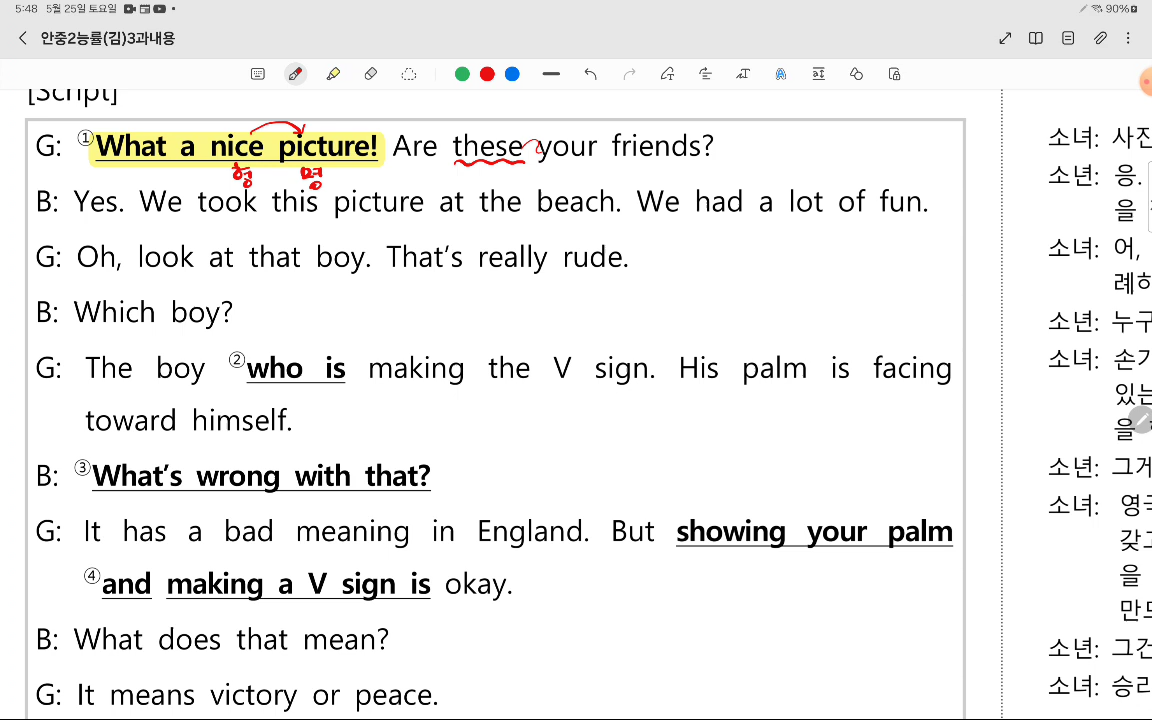 5:48 5월 25일 토요일
90%
안중2능률(김)3과내용
[Script]
G: ①What a nice picture! Are these your friends?
형 명
B: Yes. We took this picture at the beach. We had a lot of fun.
G: Oh, look at that boy. That's really rude.
B: Which boy?
G: The boy ②who is making the V sign. His palm is facing
toward himself.
B: ③What's wrong with that?
G: It has a bad meaning in England. But showing your palm
④and making a V sign is okay.
B: What does that mean?
G: It means victory or peace.
소녀: 사진
소년: 응.
을
소녀: 어,
례하
소년: 누구
소녀: 손가
있는
을
소년: 그게
소녀: 영국
갖고
을
만드
소년: 그건
소녀: 승리